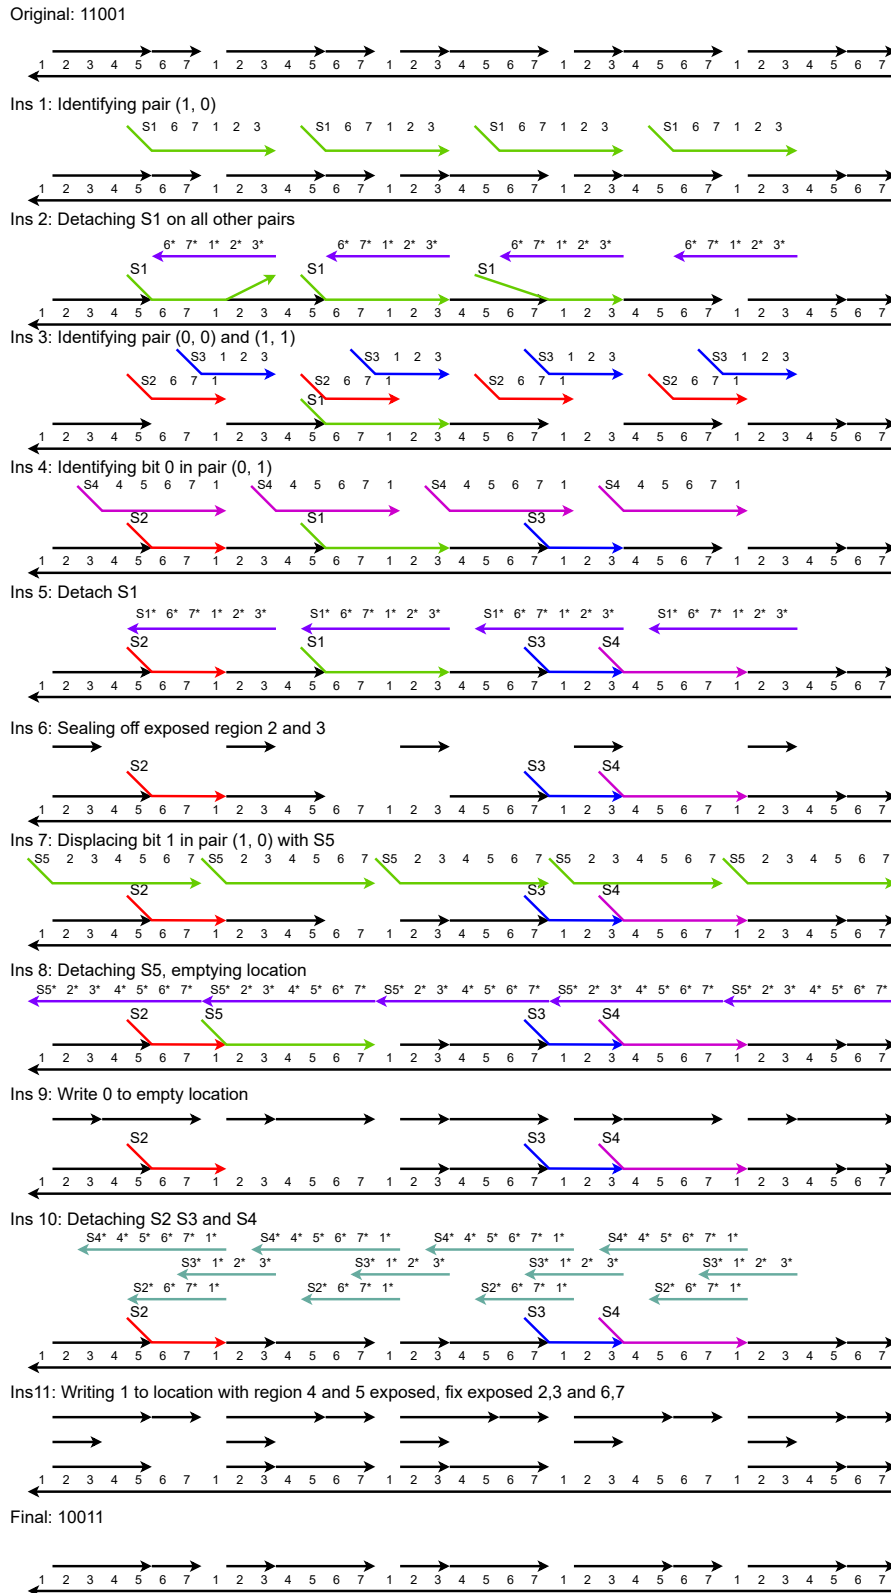 Original: 11001
1 2 3 4 5 6 7 1 2 3 4 5 6 7 1 2 3 4 5 6 7 1 2 3 4 5 6 7 1 2 3 4 5 6 7
Ins 1: Identifying pair (1, 0)
S1 6 7 1 2 3 S1 6 7 1 2 3 S1 6 7 1 2 3 S1 6 7 1 2 3
1 2 3 4 5 6 7 1 2 3 4 5 6 7 1 2 3 4 5 6 7 1 2 3 4 5 6 7 1 2 3 4 5 6 7
Ins 2: Detaching S1 on all other pairs
6* 7* 1* 2* 3* 6* 7* 1* 2* 3* 6* 7* 1* 2* 3* 6* 7* 1* 2* 3*
S1 S1 S1
1 2 3 4 5 6 7 1 2 3 4 5 6 7 1 2 3 4 5 6 7 1 2 3 4 5 6 7 1 2 3 4 5 6 7
Ins 3: Identifying pair (0, 0) and (1, 1)
S3 1 2 3 S3 1 2 3 S3 1 2 3 S3 1 2 3
S2 6 7 1 S2 6 7 1 S2 6 7 1 S2 6 7 1
S1
1 2 3 4 5 6 7 1 2 3 4 5 6 7 1 2 3 4 5 6 7 1 2 3 4 5 6 7 1 2 3 4 5 6 7
Ins 4: Identifying bit 0 in pair (0, 1)
S4 4 5 6 7 1 S4 4 5 6 7 1 S4 4 5 6 7 1 S4 4 5 6 7 1
S2 S1 S3
1 2 3 4 5 6 7 1 2 3 4 5 6 7 1 2 3 4 5 6 7 1 2 3 4 5 6 7 1 2 3 4 5 6 7
Ins 5: Detach S1
S1* 6* 7* 1* 2* 3* S1* 6* 7* 1* 2* 3* S1* 6* 7* 1* 2* 3* S1* 6* 7* 1* 2* 3*
S2 S1 S3 S4
1 2 3 4 5 6 7 1 2 3 4 5 6 7 1 2 3 4 5 6 7 1 2 3 4 5 6 7 1 2 3 4 5 6 7
Ins 6: Sealing off exposed region 2 and 3
S2 S3 S4
1 2 3 4 5 6 7 1 2 3 4 5 6 7 1 2 3 4 5 6 7 1 2 3 4 5 6 7 1 2 3 4 5 6 7
Ins 7: Displacing bit 1 in pair (1, 0) with S5
S5 2 3 4 5 6 7 S5 2 3 4 5 6 7 S5 2 3 4 5 6 7 S5 2 3 4 5 6 7 S5 2 3 4 5 6 7
S2 S3 S4
1 2 3 4 5 6 7 1 2 3 4 5 6 7 1 2 3 4 5 6 7 1 2 3 4 5 6 7 1 2 3 4 5 6 7
Ins 8: Detaching S5, emptying location
S5* 2* 3* 4* 5* 6* 7* S5* 2* 3* 4* 5* 6* 7* S5* 2* 3* 4* 5* 6* 7* S5* 2* 3* 4* 5* 6* 7* S5* 2* 3* 4* 5* 6* 7*
S2 S5 S3 S4
1 2 3 4 5 6 7 1 2 3 4 5 6 7 1 2 3 4 5 6 7 1 2 3 4 5 6 7 1 2 3 4 5 6 7
Ins 9: Write 0 to empty location
S2 S3 S4
1 2 3 4 5 6 7 1 2 3 4 5 6 7 1 2 3 4 5 6 7 1 2 3 4 5 6 7 1 2 3 4 5 6 7
Ins 10: Detaching S2 S3 and S4
S4* 4* 5* 6* 7* 1* S4* 4* 5* 6* 7* 1* S4* 4* 5* 6* 7* 1* S4* 4* 5* 6* 7* 1*
S3* 1* 2* 3* S3* 1* 2* 3* S3* 1* 2* 3* S3* 1* 2* 3*
S2* 6* 7* 1* S2* 6* 7* 1* S2* 6* 7* 1* S2* 6* 7* 1*
S2 S3 S4
1 2 3 4 5 6 7 1 2 3 4 5 6 7 1 2 3 4 5 6 7 1 2 3 4 5 6 7 1 2 3 4 5 6 7
Ins11: Writing 1 to location with region 4 and 5 exposed, fix exposed 2,3 and 6,7
1 2 3 4 5 6 7 1 2 3 4 5 6 7 1 2 3 4 5 6 7 1 2 3 4 5 6 7 1 2 3 4 5 6 7
Final: 10011
1 2 3 4 5 6 7 1 2 3 4 5 6 7 1 2 3 4 5 6 7 1 2 3 4 5 6 7 1 2 3 4 5 6 7